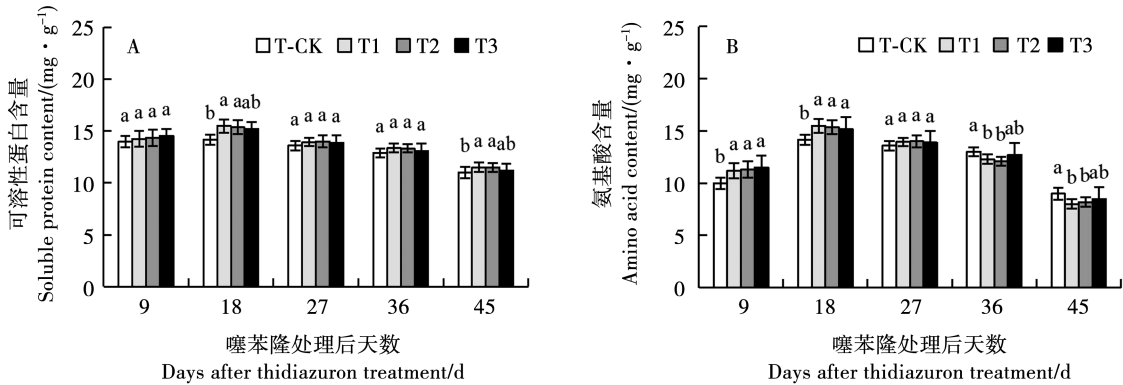 可溶性蛋白含量
Soluble protein content/(mg·g⁻¹)
25
20
15
10
5
0
A
T-CK T1 T2 T3
a a a a
b a a ab
a a a a
a a a a
b a a ab
9 18 27 36 45
噻苯隆处理后天数
Days after thidiazuron treatment/d
氨基酸含量
Amino acid content/(mg·g⁻¹)
25
20
15
10
5
0
B
T-CK T1 T2 T3
b a a a
b a a a
a a a a
a b b ab
a b b ab
9 18 27 36 45
噻苯隆处理后天数
Days after thidiazuron treatment/d